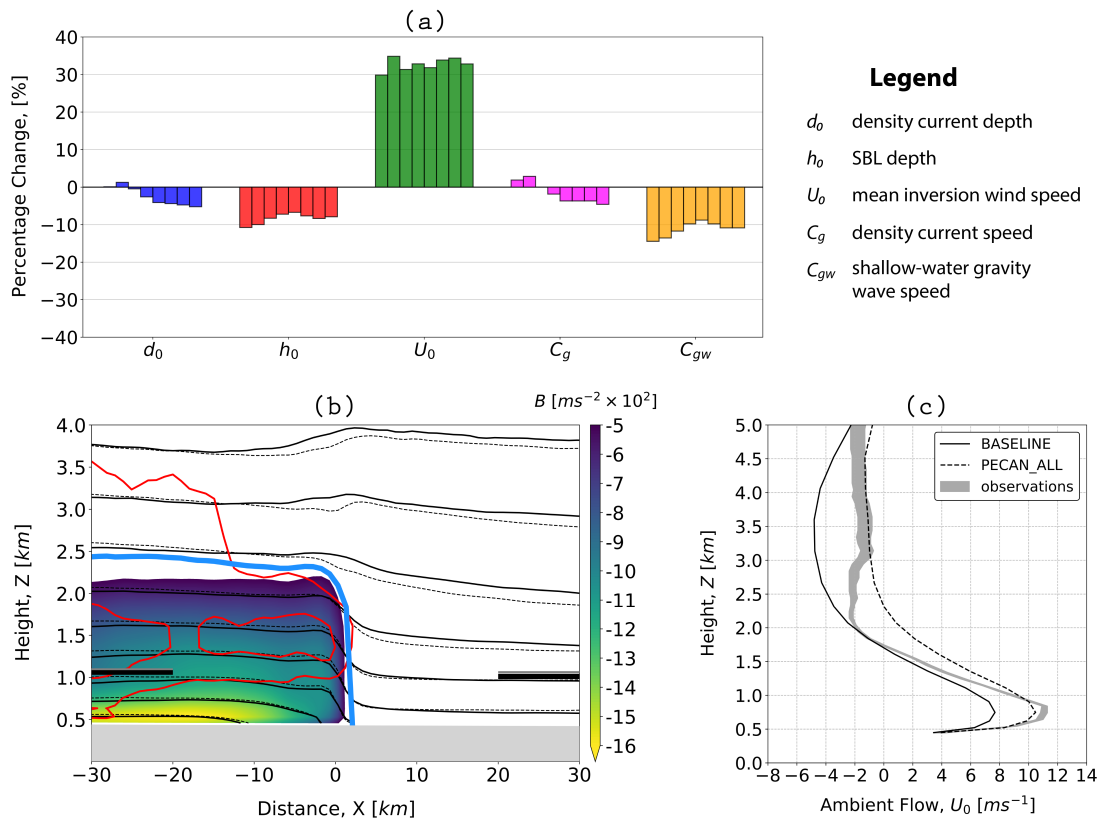 (a)
Percentage Change, [%]
40
30
20
10
0
−10
−20
−30
−40
d₀ h₀ U₀ C_g C_gw
Legend
d₀ density current depth
h₀ SBL depth
U₀ mean inversion wind speed
C_g density current speed
C_gw shallow-water gravity
wave speed
(b)
B [ms⁻² × 10²]
Height, Z [km]
4.0
3.5
3.0
2.5
2.0
1.5
1.0
0.5
−30 −20 −10 0 10 20 30
Distance, X [km]
-5
-6
-7
-8
-9
-10
-11
-12
-13
-15
-16
(c)
Height, Z [km]
5.0
4.5
4.0
3.5
3.0
2.5
2.0
1.5
1.0
0.5
0.0
BASELINE
PECAN_ALL
observations
−8 −6 −4 −2 0 2 4 6 8 10 12 14
Ambient Flow, U₀ [ms⁻¹]